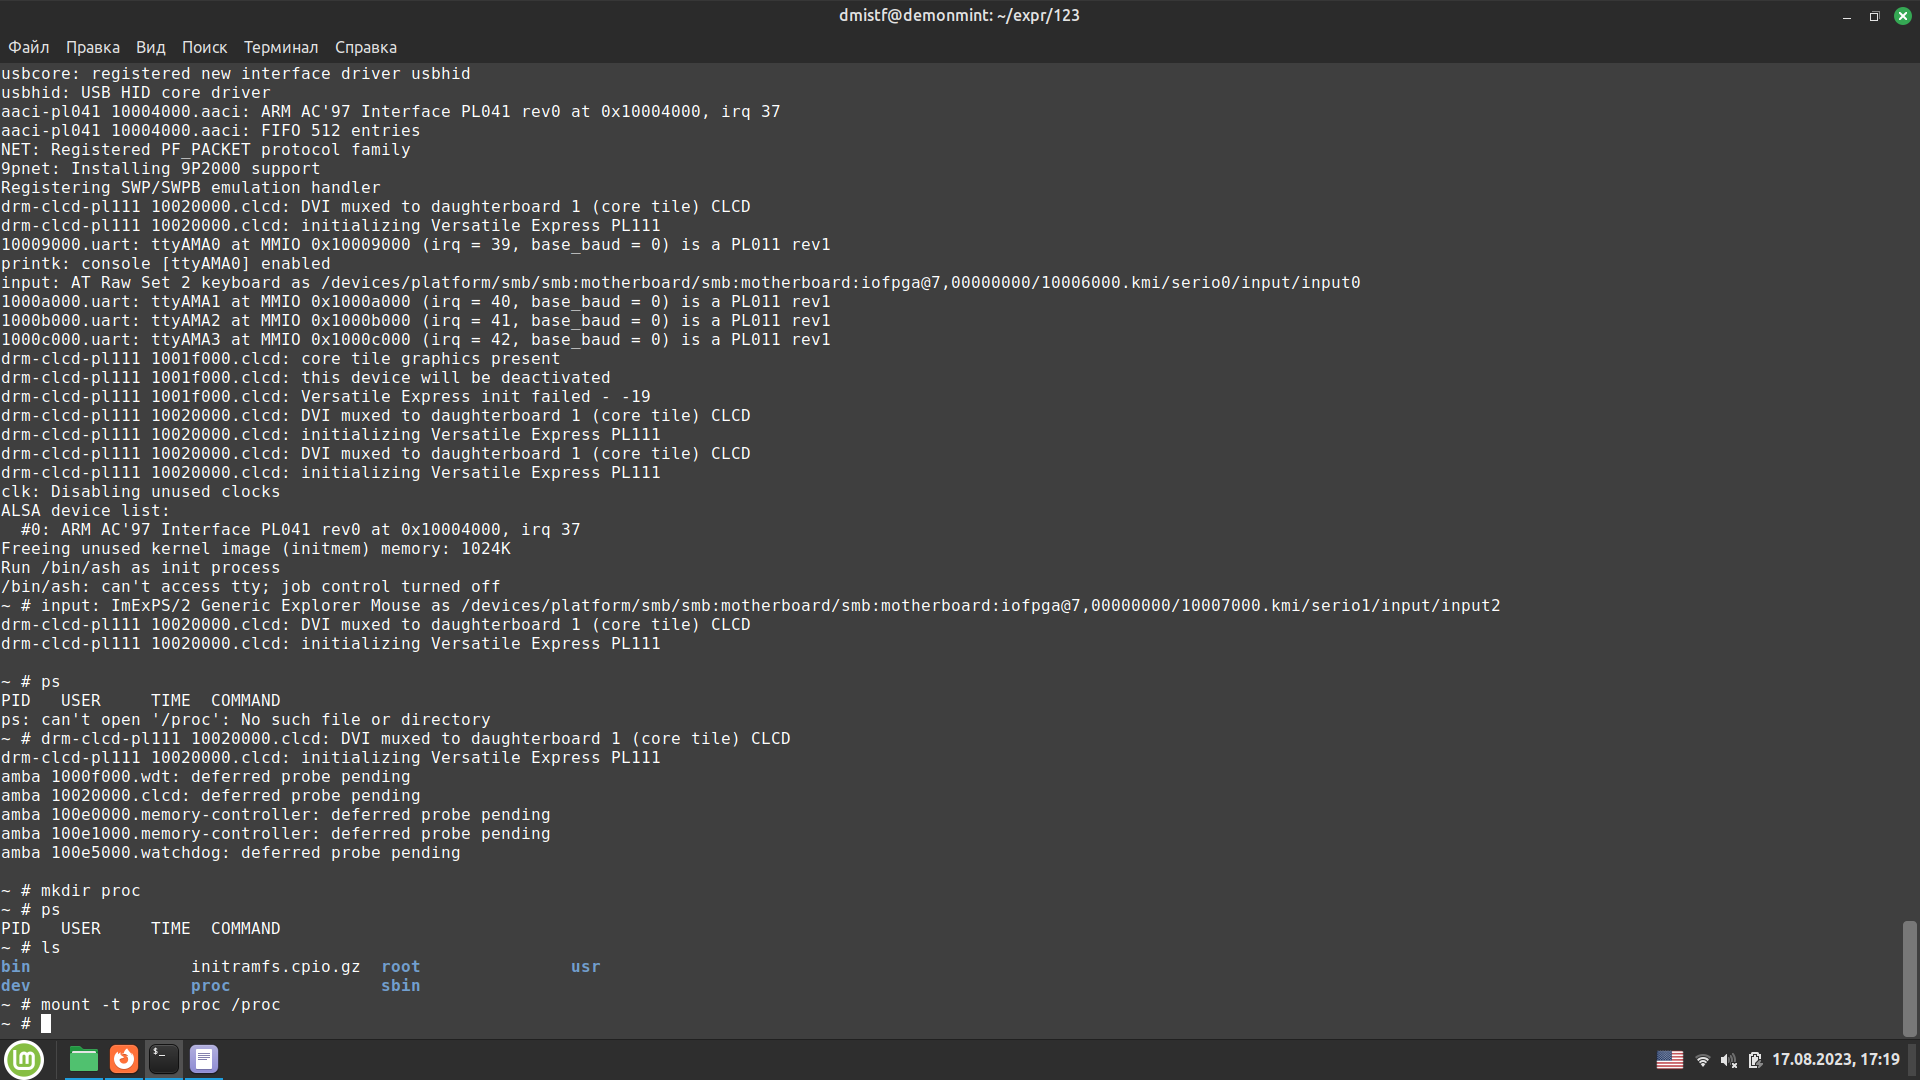 dmistf@demonmint: ~/expr/123
Файл Правка Вид Поиск Терминал Справка
usbcore: registered new interface driver usbhid
usbhid: USB HID core driver
aaci-pl041 10004000.aaci: ARM AC'97 Interface PL041 rev0 at 0x10004000, irq 37
aaci-pl041 10004000.aaci: FIFO 512 entries
NET: Registered PF_PACKET protocol family
9pnet: Installing 9P2000 support
Registering SWP/SWPB emulation handler
drm-clcd-pl111 10020000.clcd: DVI muxed to daughterboard 1 (core tile) CLCD
drm-clcd-pl111 10020000.clcd: initializing Versatile Express PL111
10009000.uart: ttyAMA0 at MMIO 0x10009000 (irq = 39, base_baud = 0) is a PL011 rev1
printk: console [ttyAMA0] enabled
input: AT Raw Set 2 keyboard as /devices/platform/smb/smb:motherboard/smb:motherboard:iofpga@7,00000000/10006000.kmi/serio0/input/input0
1000a000.uart: ttyAMA1 at MMIO 0x1000a000 (irq = 40, base_baud = 0) is a PL011 rev1
1000b000.uart: ttyAMA2 at MMIO 0x1000b000 (irq = 41, base_baud = 0) is a PL011 rev1
1000c000.uart: ttyAMA3 at MMIO 0x1000c000 (irq = 42, base_baud = 0) is a PL011 rev1
drm-clcd-pl111 1001f000.clcd: core tile graphics present
drm-clcd-pl111 1001f000.clcd: this device will be deactivated
drm-clcd-pl111 1001f000.clcd: Versatile Express init failed - -19
drm-clcd-pl111 10020000.clcd: DVI muxed to daughterboard 1 (core tile) CLCD
drm-clcd-pl111 10020000.clcd: initializing Versatile Express PL111
drm-clcd-pl111 10020000.clcd: DVI muxed to daughterboard 1 (core tile) CLCD
drm-clcd-pl111 10020000.clcd: initializing Versatile Express PL111
clk: Disabling unused clocks
ALSA device list:
  #0: ARM AC'97 Interface PL041 rev0 at 0x10004000, irq 37
Freeing unused kernel image (initmem) memory: 1024K
Run /bin/ash as init process
/bin/ash: can't access tty; job control turned off
~ # input: ImExPS/2 Generic Explorer Mouse as /devices/platform/smb/smb:motherboard/smb:motherboard:iofpga@7,00000000/10007000.kmi/serio1/input/input2
drm-clcd-pl111 10020000.clcd: DVI muxed to daughterboard 1 (core tile) CLCD
drm-clcd-pl111 10020000.clcd: initializing Versatile Express PL111
~ # ps
PID   USER     TIME  COMMAND
ps: can't open '/proc': No such file or directory
~ # drm-clcd-pl111 10020000.clcd: DVI muxed to daughterboard 1 (core tile) CLCD
drm-clcd-pl111 10020000.clcd: initializing Versatile Express PL111
amba 1000f000.wdt: deferred probe pending
amba 10020000.clcd: deferred probe pending
amba 100e0000.memory-controller: deferred probe pending
amba 100e1000.memory-controller: deferred probe pending
amba 100e5000.watchdog: deferred probe pending
~ # mkdir proc
~ # ps
PID   USER     TIME  COMMAND
~ # ls
bin                initramfs.cpio.gz  root               usr
dev                proc               sbin
~ # mount -t proc proc /proc
~ #
17.08.2023, 17:19